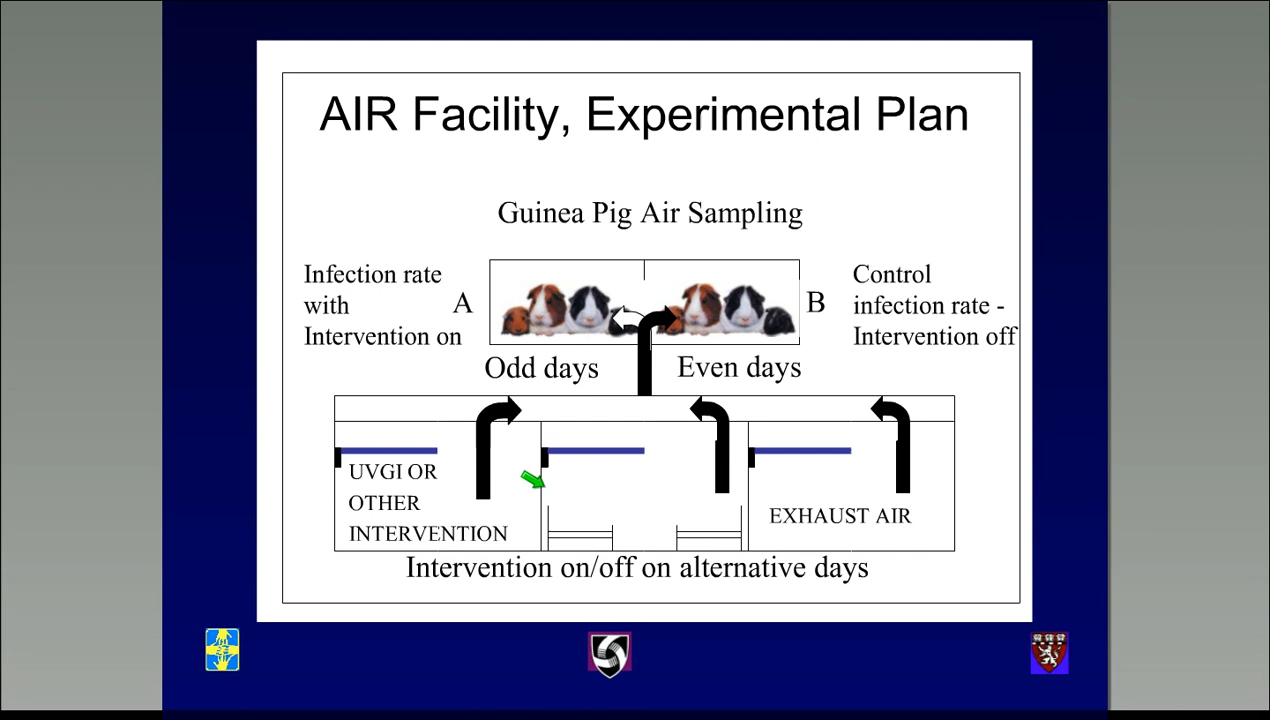 AIR Facility, Experimental Plan
Guinea Pig Air Sampling
Infection rate
with
Intervention on
A
B
Control
infection rate -
Intervention off
Odd days
Even days
UVGI OR
OTHER
INTERVENTION
EXHAUST AIR
Intervention on/off on alternative days